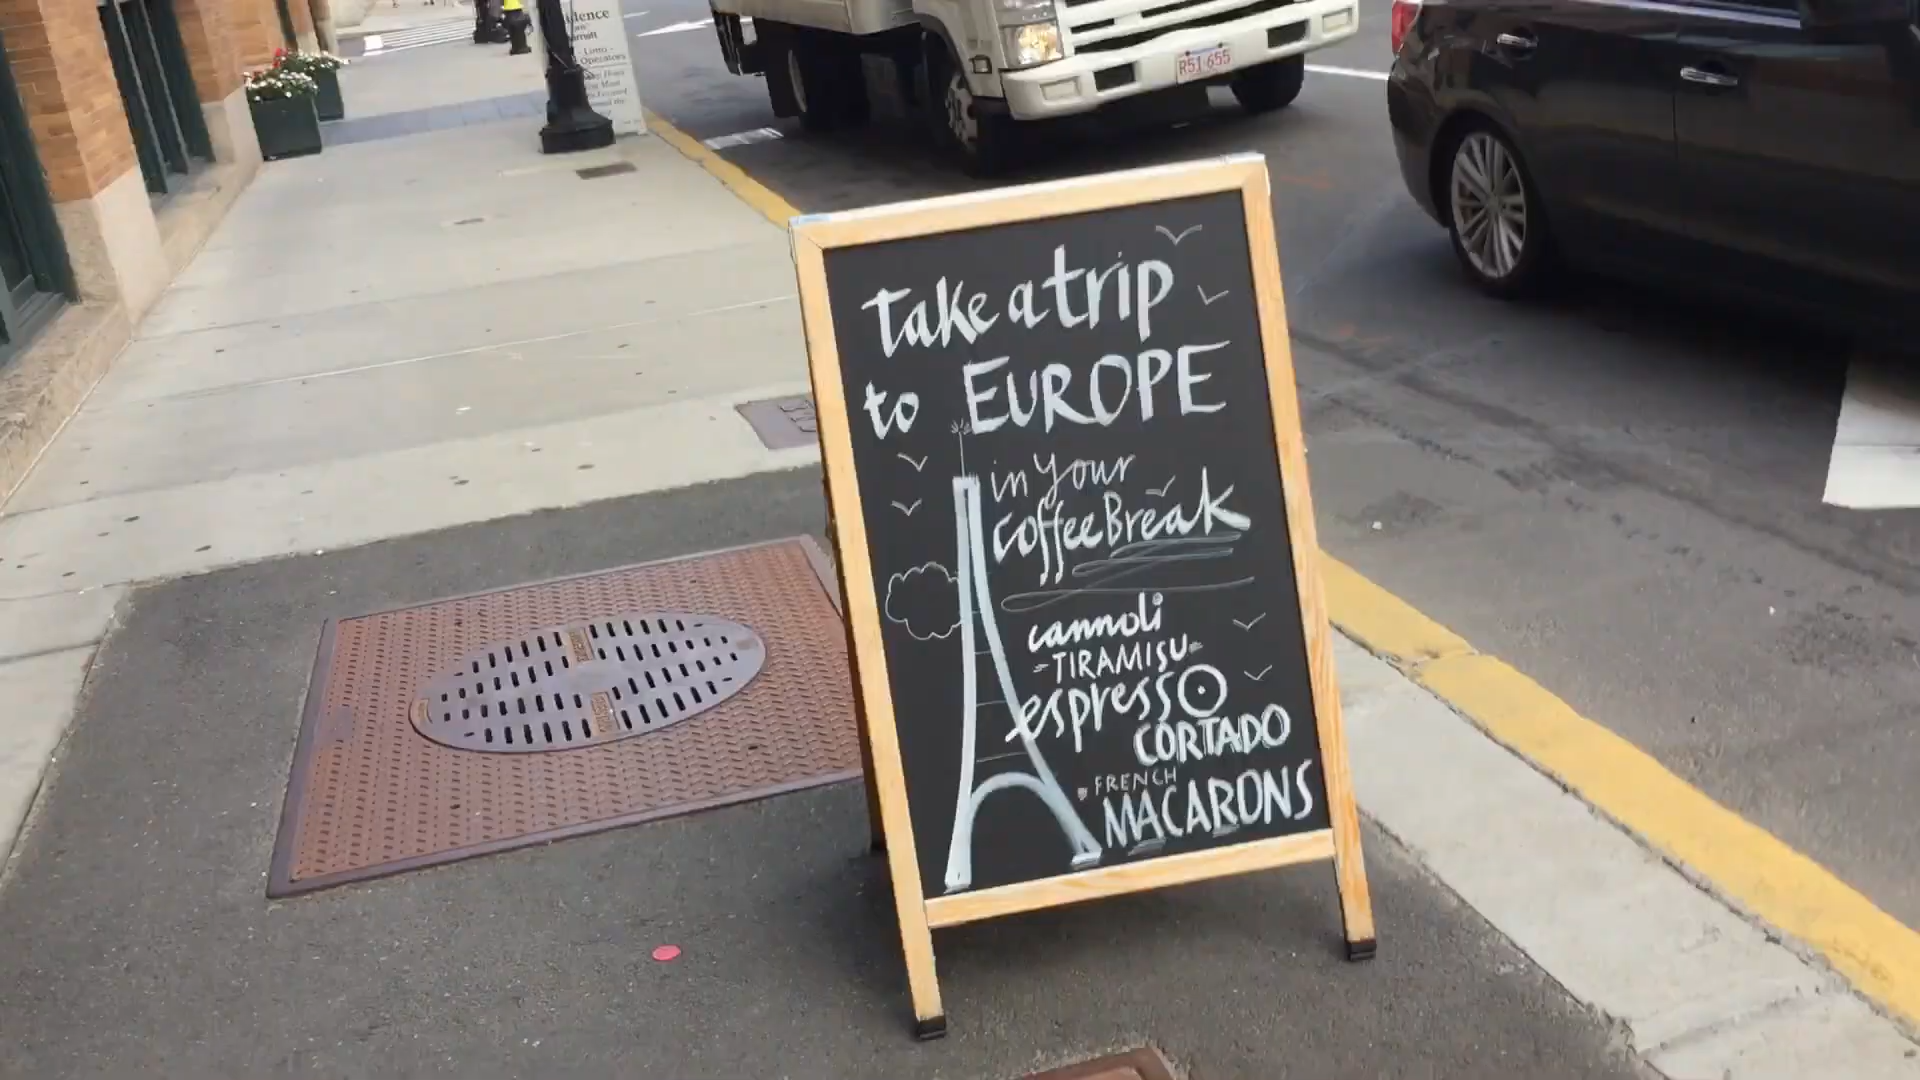 Take a trip
to EUROPE
in your
coffee Break
cannoli
TIRAMISU
espresso
CORTADO
FRENCH
MACARONS
R51 655